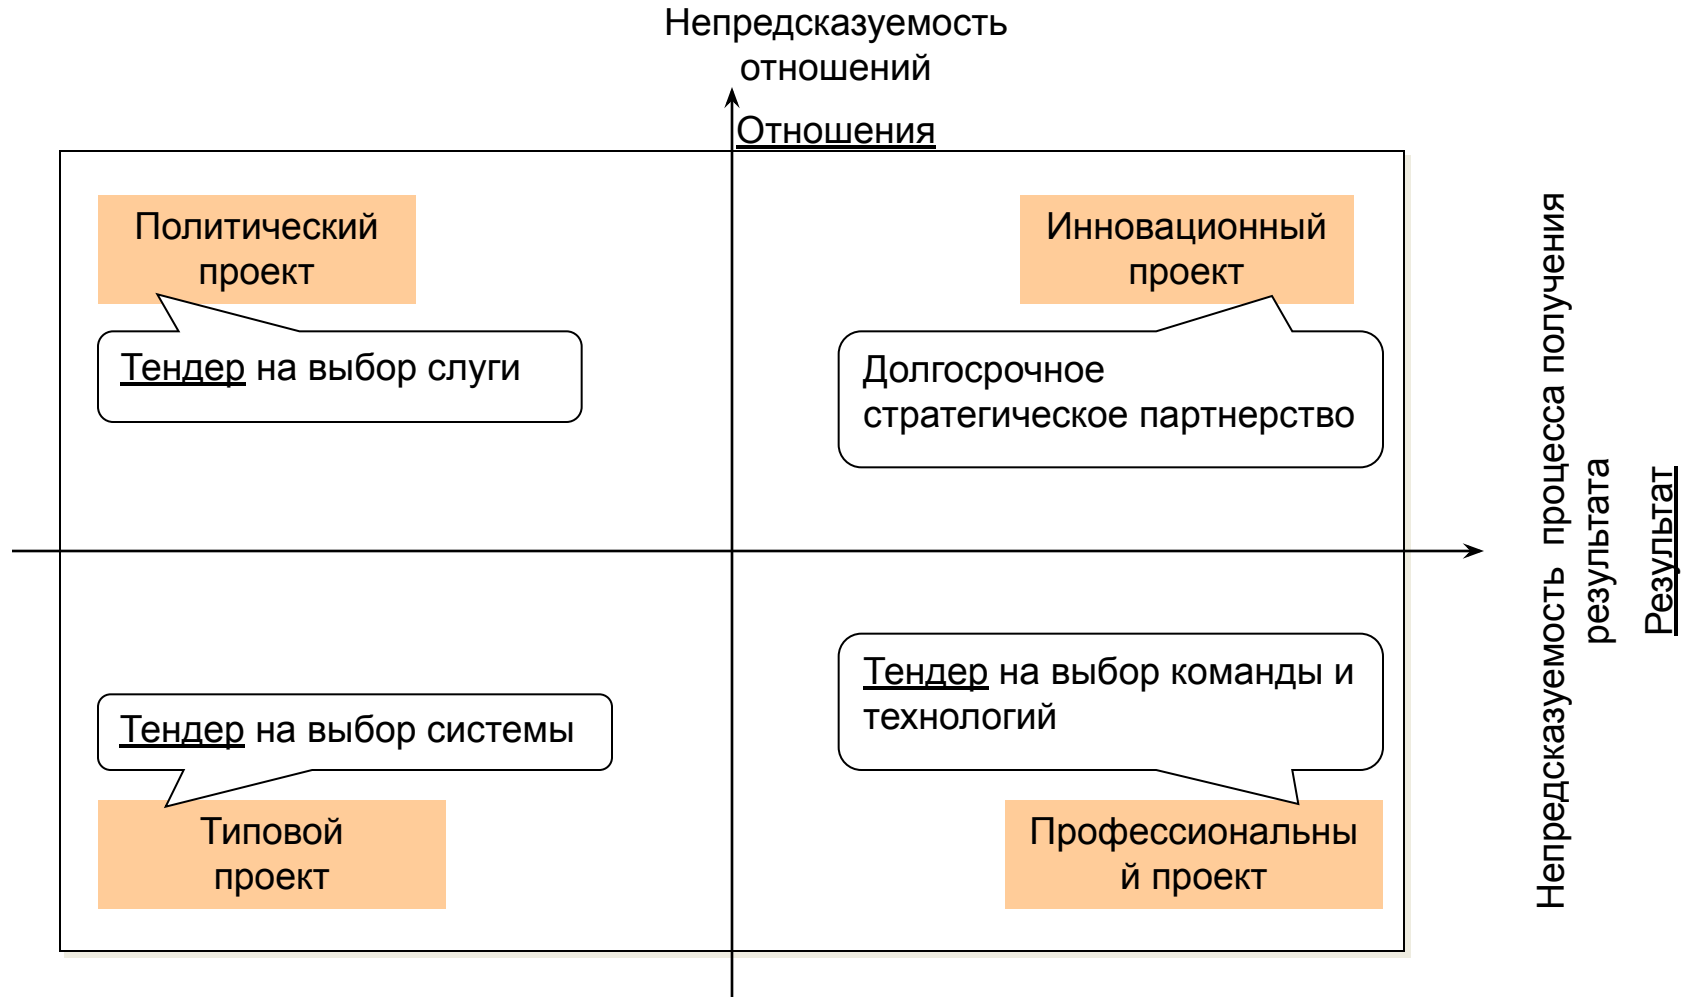 Непредсказуемость
отношений
Отношения
Политический
проект
Тендер на выбор слуги
Инновационный
проект
Долгосрочное
стратегическое партнерство
Тендер на выбор системы
Типовой
проект
Тендер на выбор команды и
технологий
Профессиональны
й проект
Непредсказуемость процесса получения
результата
Результат